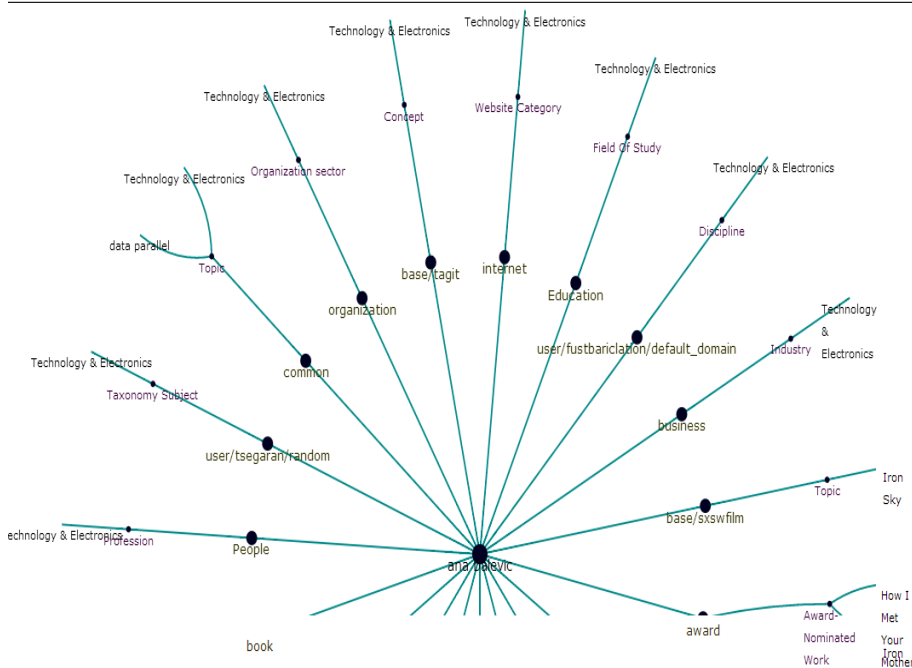 Technology & Electronics
Technology & Electronics
Technology & Electronics
Technology & Electronics
Website Category
Concept
Field Of Study
Organization sector
Technology & Electronics
Technology & Electronics
Discipline
data parallel
Topic
internet
base/tagit
Education
organization
Technology
&
Electronics
Industry
user/fustbariclation/default_domain
Technology & Electronics
common
Taxonomy Subject
business
user/tsegaran/random
Iron
Sky
Topic
base/sxswfilm
echnology & Electronics
Profession
People
ana
award
How I
Met
Your
Mother
Iron
Award-
Nominated
Work
book